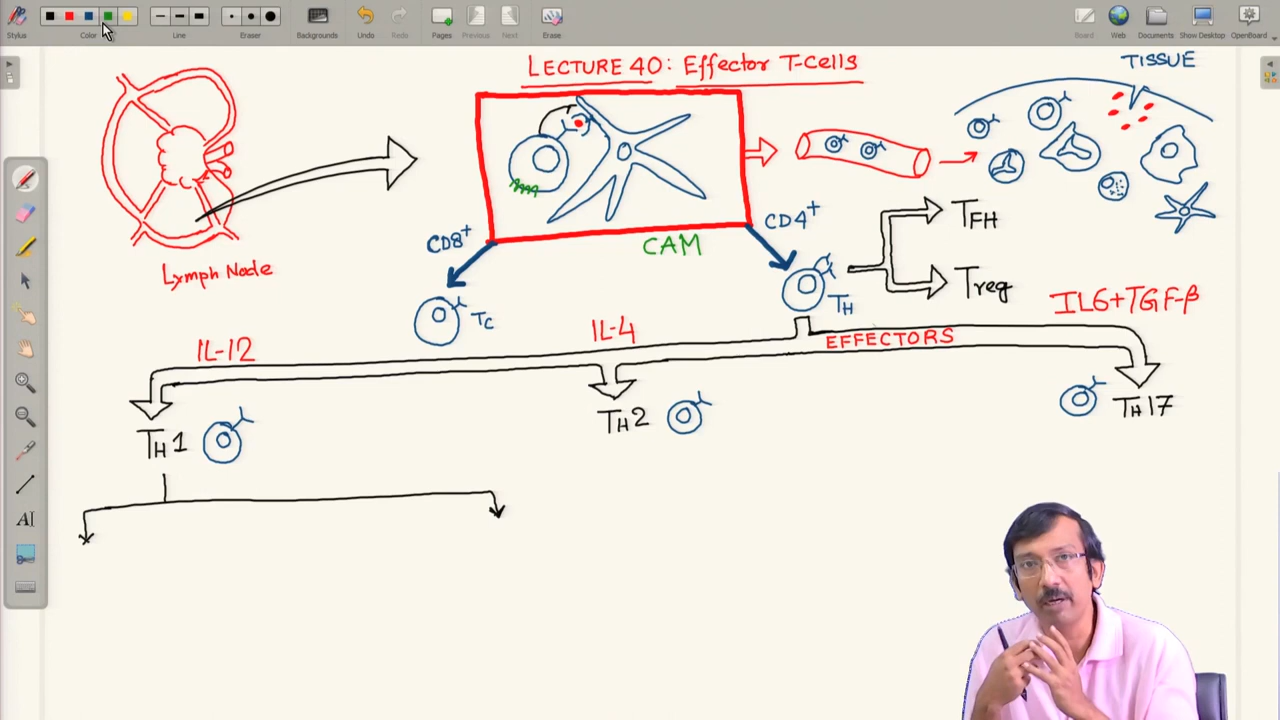 Stylus
Color
Line
Eraser
Backgrounds
Undo
Redo
Pages
Previous
Next
Erase
Board
Web
Documents
Show Desktop
OpenBoard
LECTURE 40: Effector T-Cells
TISSUE
CD8+
CD4+
CAM
TFH
Lymph Node
Treg
TC
TH
IL6+TGF-β
IL-12
IL-4
EFFECTORS
TH1
TH2
TH17
AI